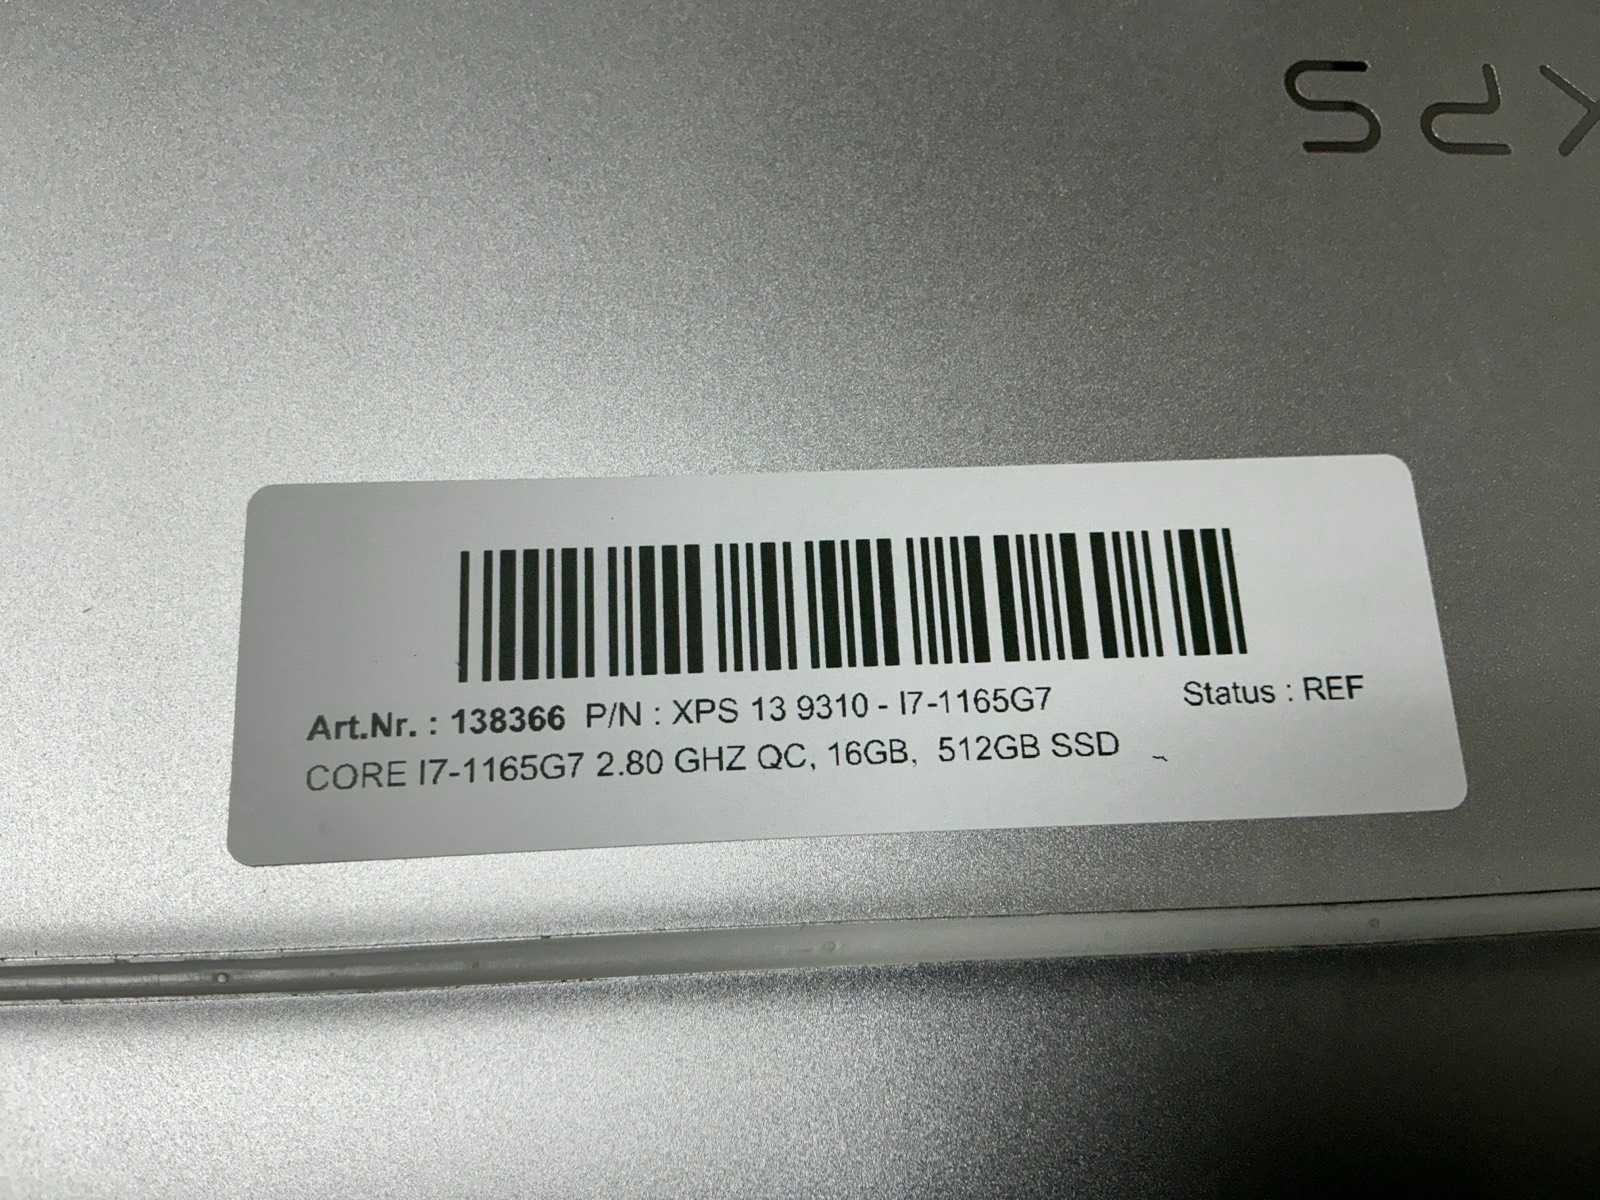 XPS
Art.Nr. : 138366 P/N : XPS 13 9310 - I7-1165G7 Status : REF
CORE I7-1165G7 2.80 GHZ QC, 16GB, 512GB SSD